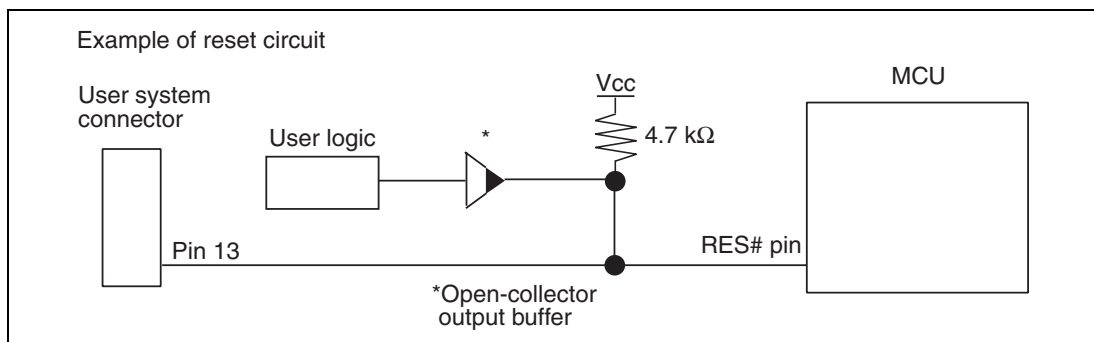 Example of reset circuit
User system
connector
User logic
*
Vcc
4.7 kΩ
MCU
Pin 13
RES# pin
*Open-collector
output buffer